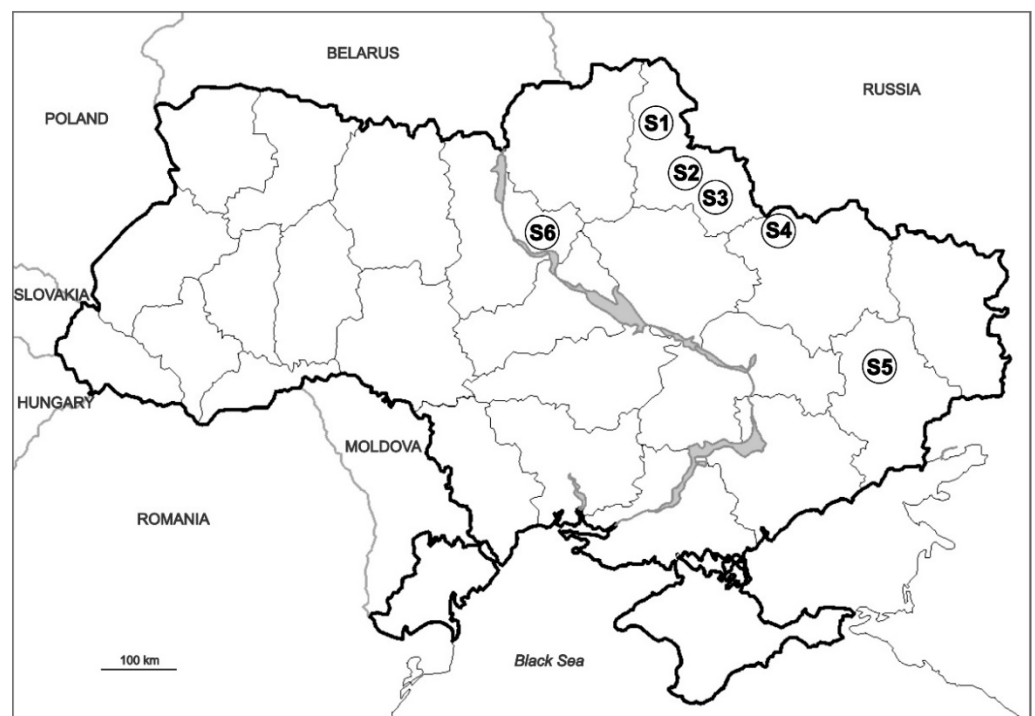 BELARUS
RUSSIA
POLAND
S1
S2
S3
S4
S6
SLOVAKIA
S5
HUNGARY
MOLDOVA
ROMANIA
100 km
Black Sea